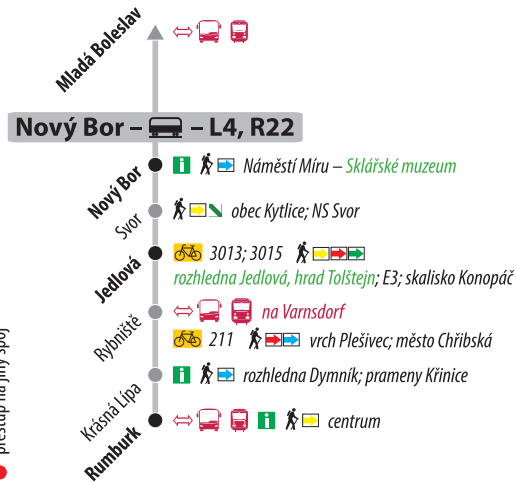 Mladá Boleslav
Nový Bor – – L4, R22
Nový Bor
i Náměstí Míru – Sklářské muzeum
Svor
obec Kytlice; NS Svor
Jedlová
3013; 3015
rozhledna Jedlová, hrad Tolštejn; E3; skalisko Konopáč
Rybniště
na Varnsdorf
211 vrch Plešivec; město Chřibská
Krásná Lípa
i rozhledna Dymník; prameny Křinice
Rumburk
i centrum
přestup na jiný spoj